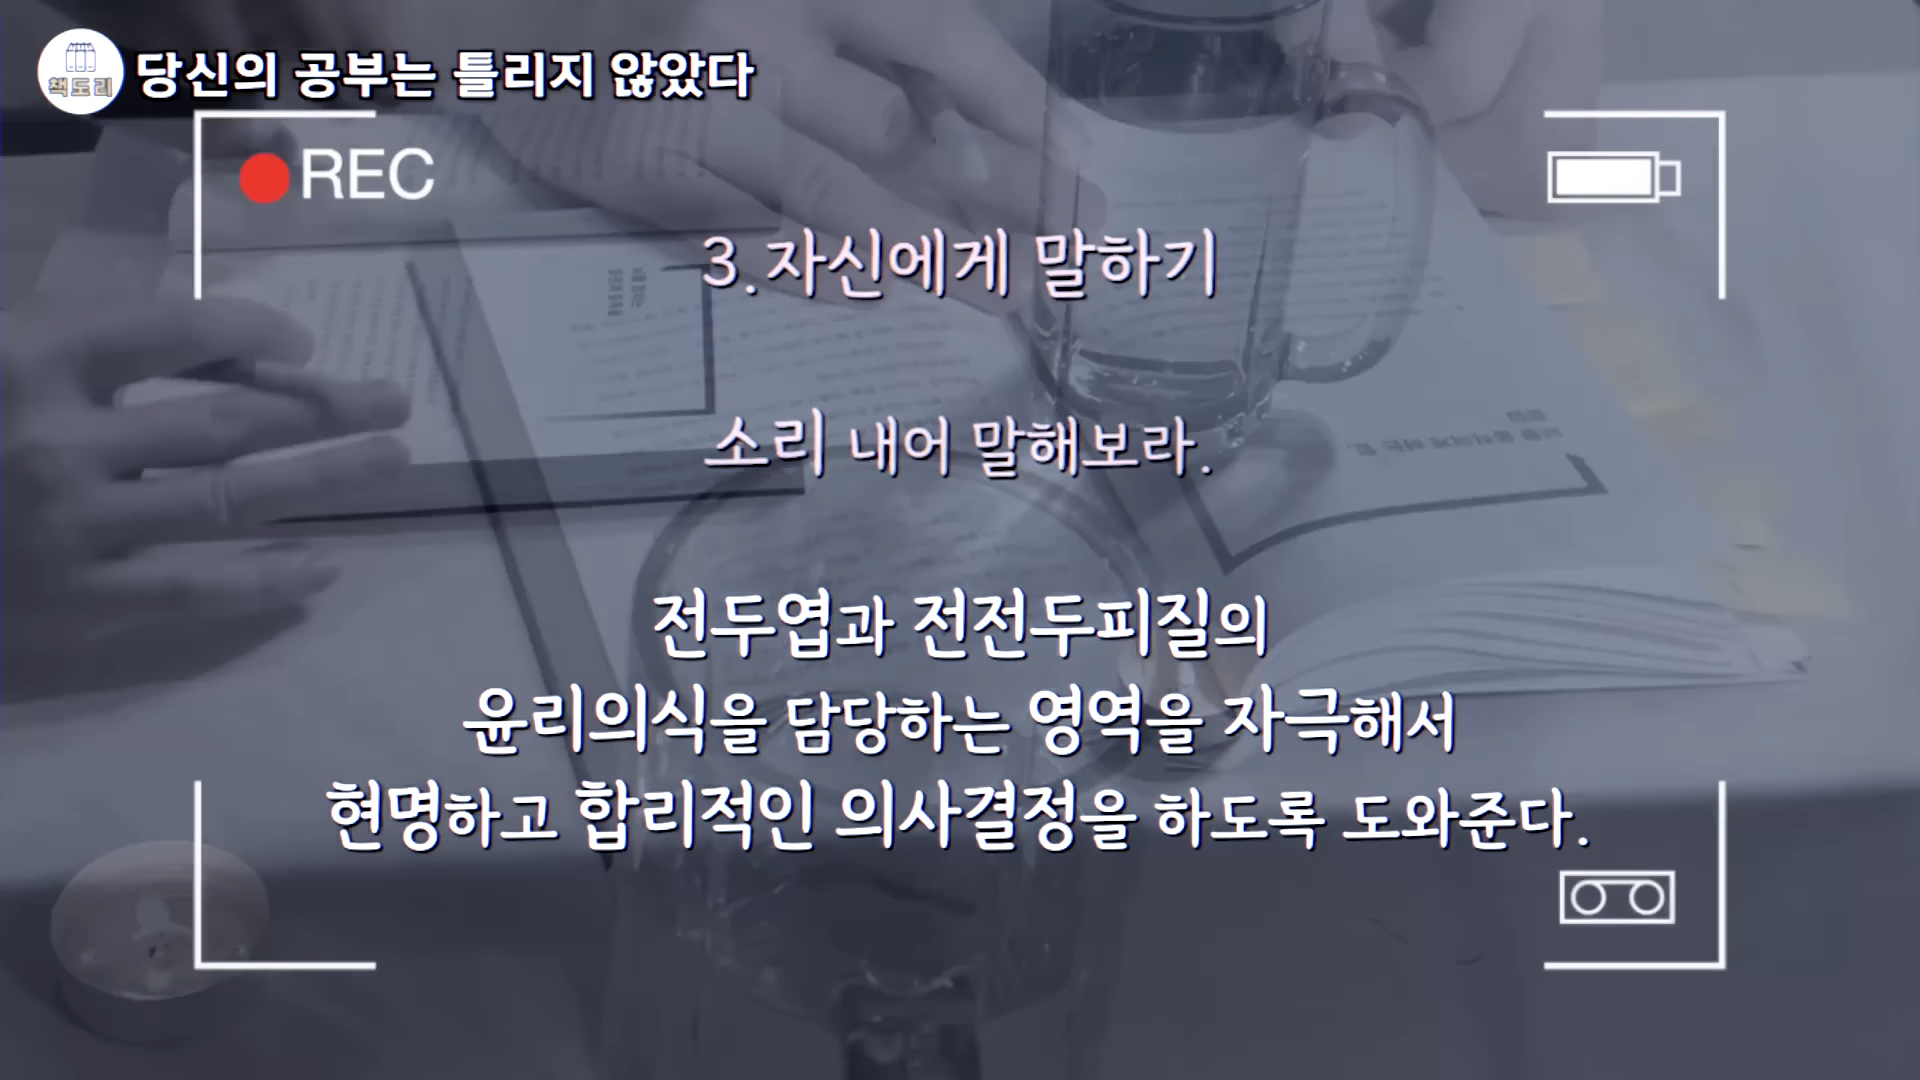 책도리
당신의 공부는 틀리지 않았다
REC
3.자신에게 말하기
소리 내어 말해보라.
전두엽과 전전두피질의
윤리의식을 담당하는 영역을 자극해서
현명하고 합리적인 의사결정을 하도록 도와준다.